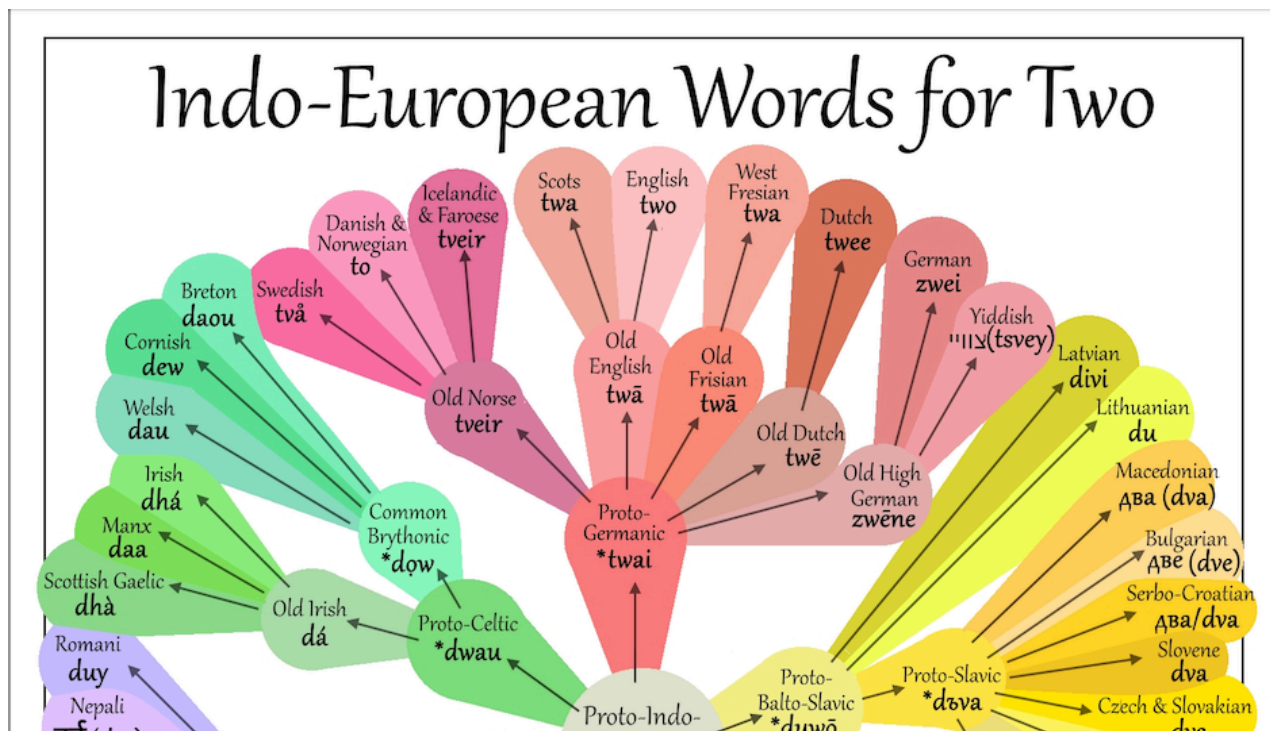 Indo-European Words for Two
Scots
twa
English
two
West
Fresian
twa
Dutch
twee
Icelandic
& Faroese
tveir
Danish &
Norwegian
to
German
zwei
Swedish
två
Yiddish
צווײ(tsvey)
Breton
daou
Cornish
dew
Welsh
dau
Latvian
divi
Lithuanian
du
Old
English
twā
Old
Frisian
twā
Old Norse
tveir
Old Dutch
twē
Old High
German
zwēne
Irish
dhá
Manx
daa
Scottish Gaelic
dhà
Common
Brythonic
*dọw
Proto-
Germanic
*twai
Macedonian
два (dva)
Bulgarian
две (dve)
Serbo-Croatian
два/dva
Slovene
dva
Old Irish
dá
Proto-Celtic
*dwau
Romani
duy
Nepali
Proto-Indo-
Proto-
Balto-Slavic
*duwō
Proto-Slavic
*dъva
Czech & Slovakian
dva